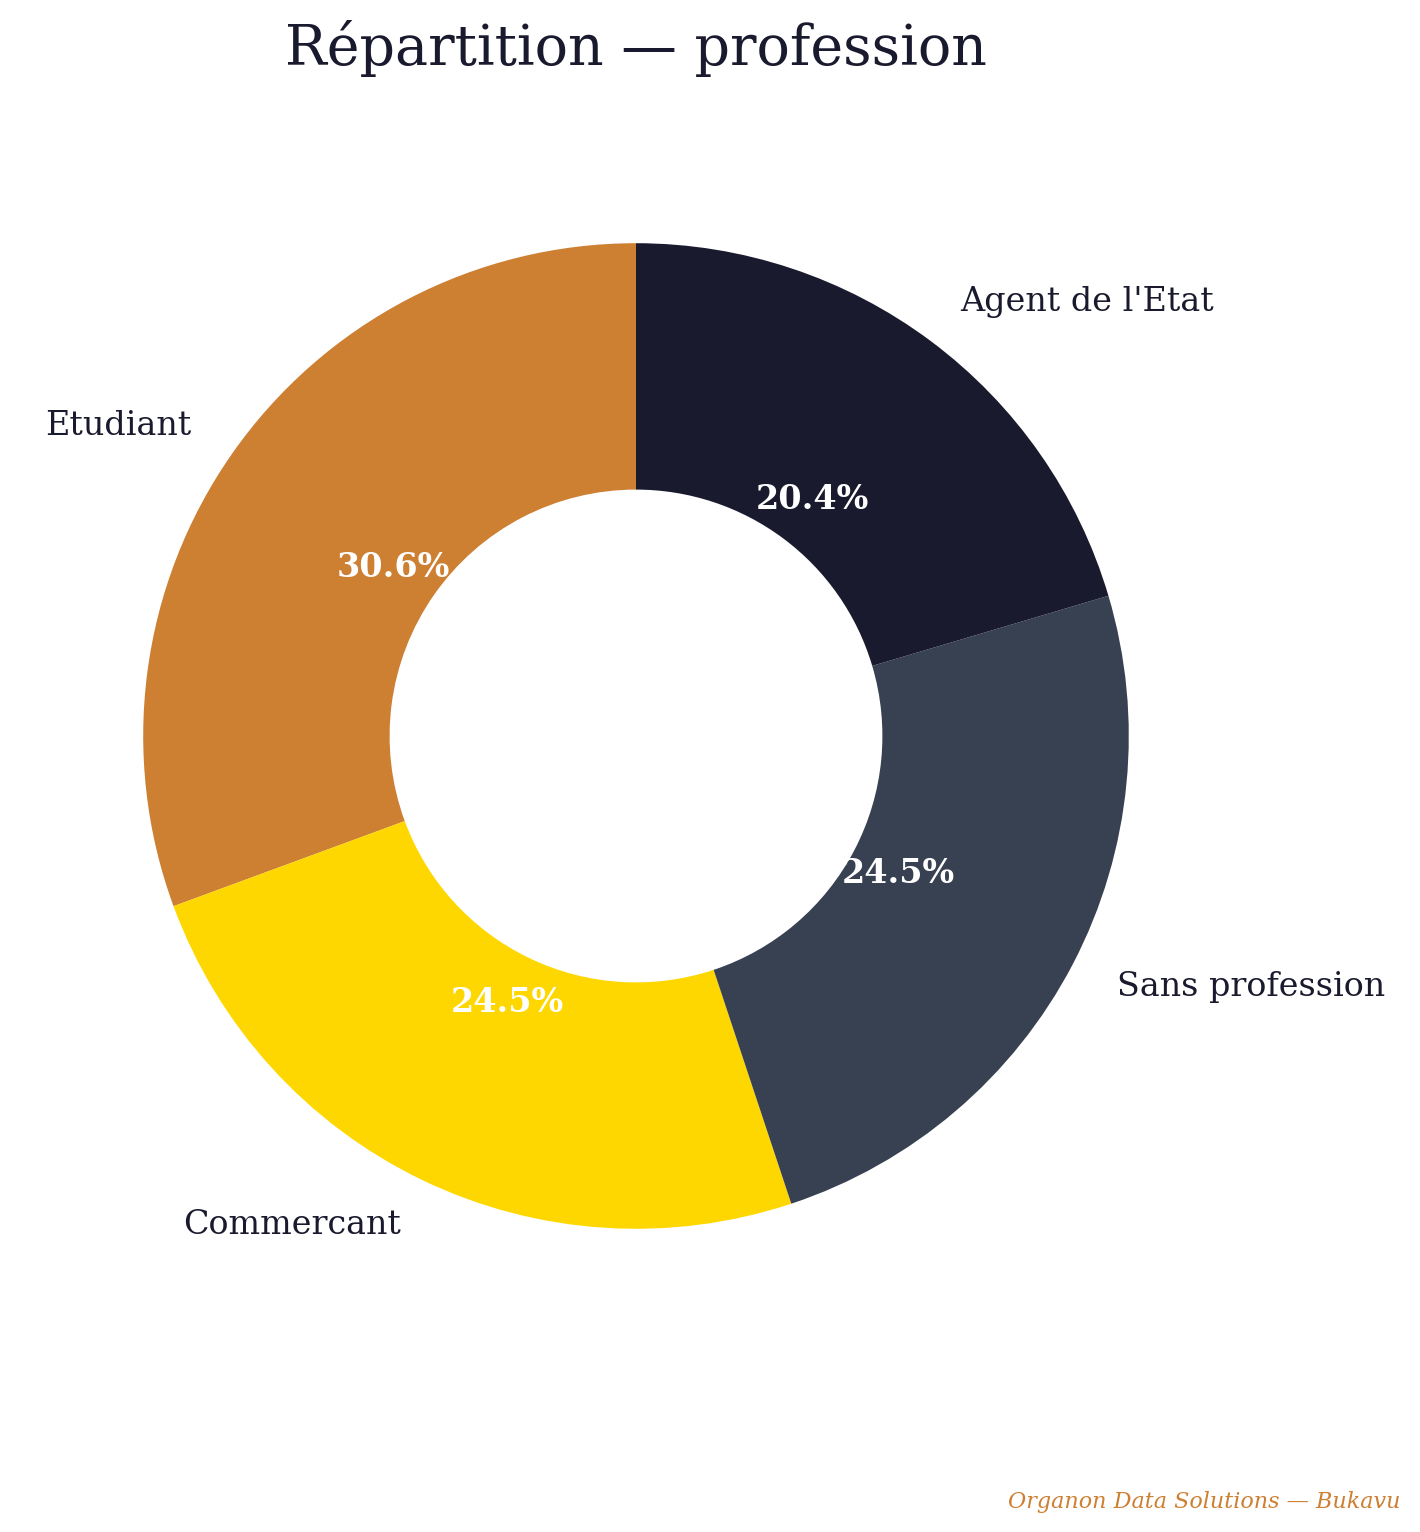 Répartition — profession
Agent de l'Etat
Etudiant
20.4%
30.6%
24.5%
Sans profession
24.5%
Commercant
Organon Data Solutions — Bukavu